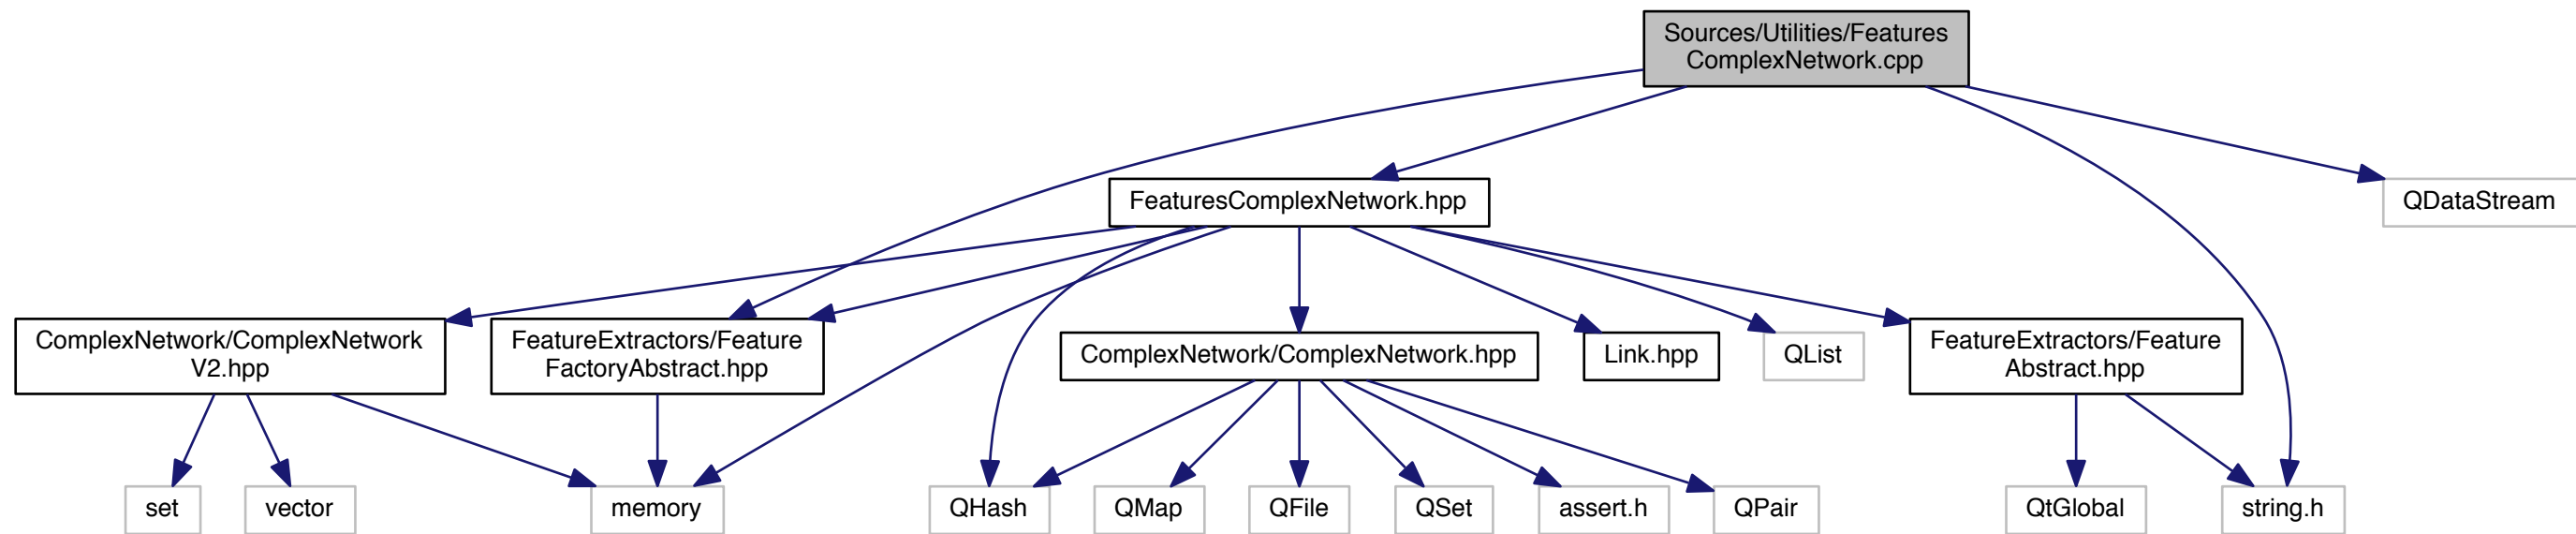 Sources/Utilities/Features
ComplexNetwork.cpp
FeaturesComplexNetwork.hpp
QDataStream
ComplexNetwork/ComplexNetwork
V2.hpp
FeatureExtractors/Feature
FactoryAbstract.hpp
ComplexNetwork/ComplexNetwork.hpp
Link.hpp
QList
FeatureExtractors/Feature
Abstract.hpp
set
vector
memory
QHash
QMap
QFile
QSet
assert.h
QPair
QtGlobal
string.h